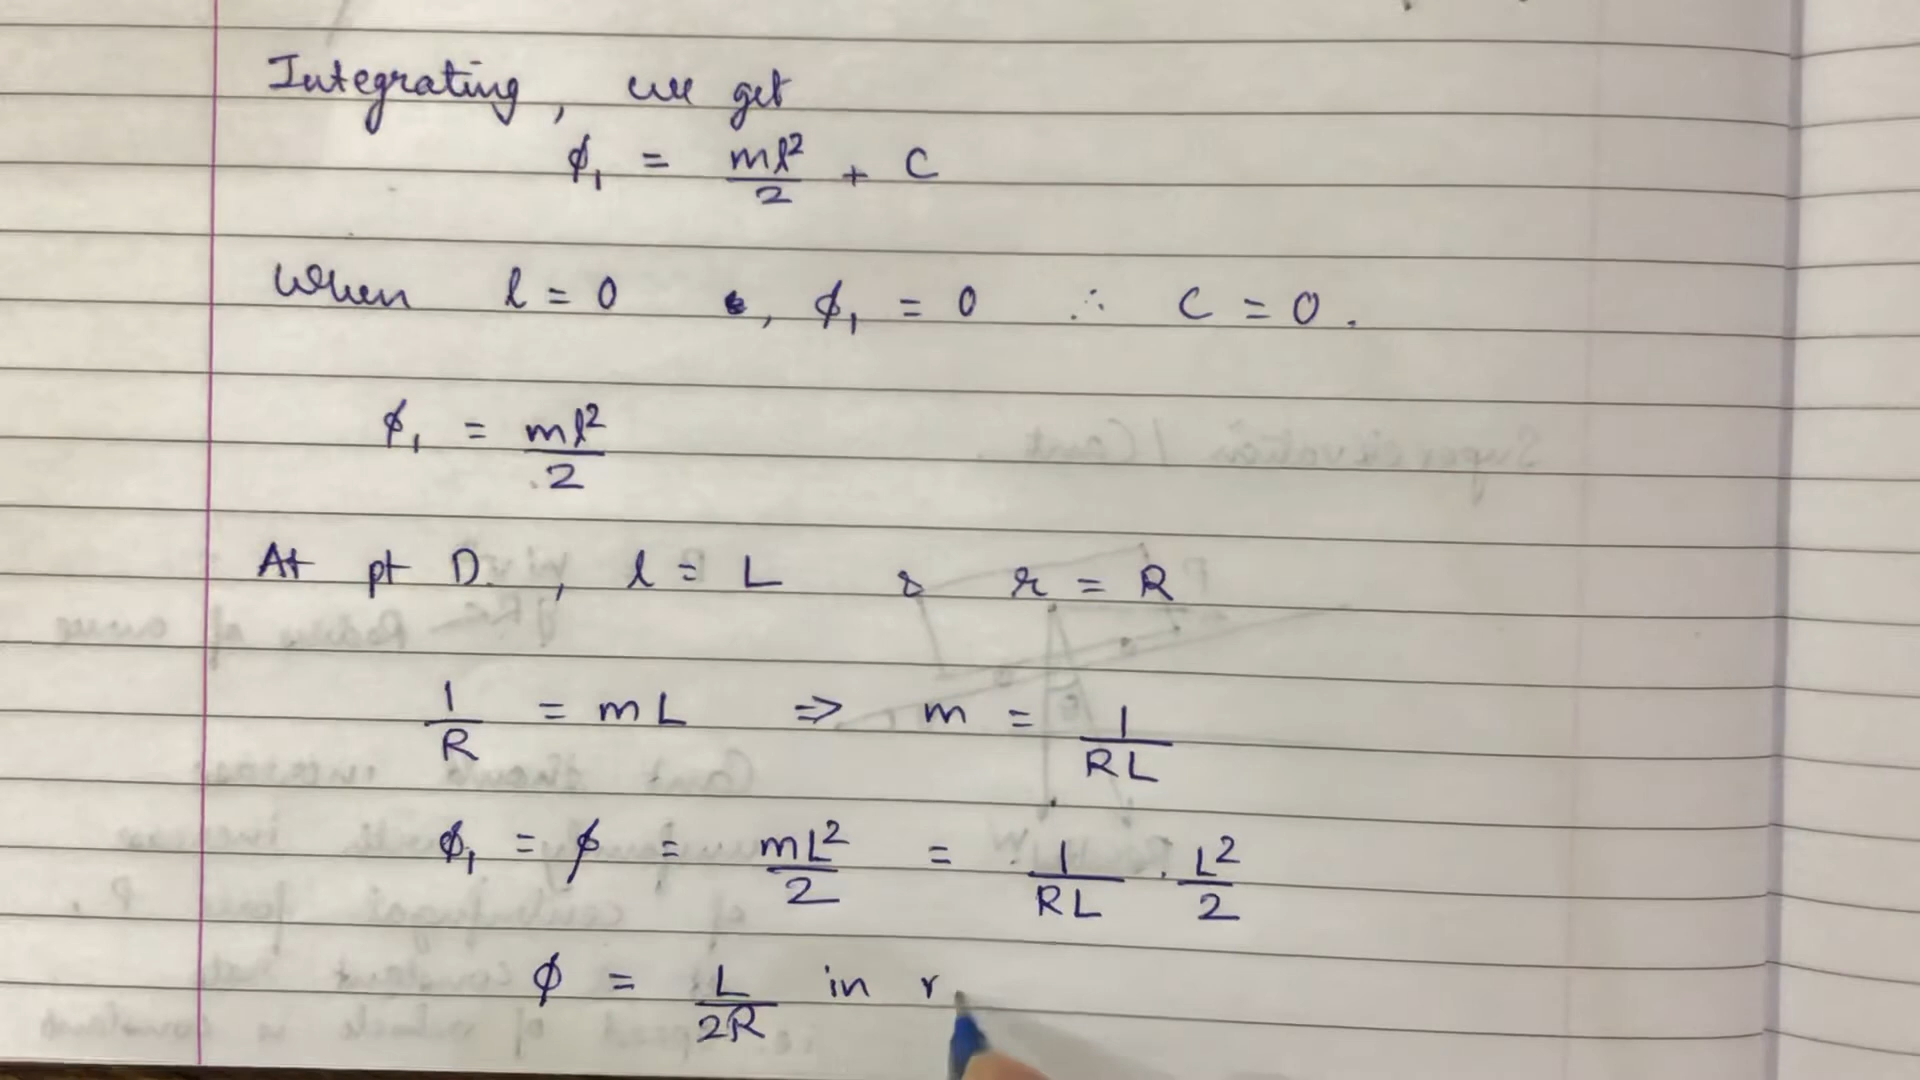 Integrating, we get
ϕ₁ = ml²/2 + C
When l = 0 , ϕ₁ = 0 ∴ C = 0.
ϕ₁ = ml²/2
At pt D, l = L & r = R
1/R = mL ⇒ m = 1/RL
ϕ₁ = ϕ = mL²/2 = 1/RL . L²/2
ϕ = L/2R in r